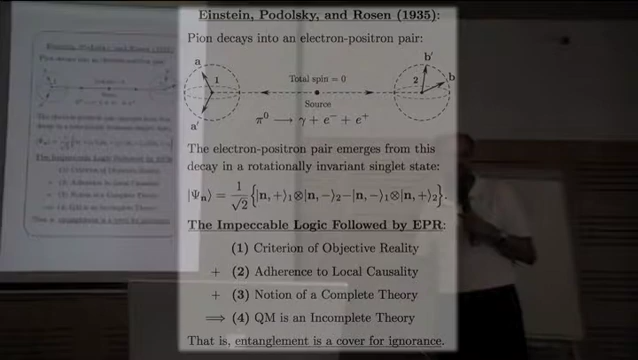 Einstein, Podolsky, and Rosen (1935):
Pion decays into an electron-positron pair:
a 1 a′
Total spin = 0
Source
2 b′ b
π⁰ ⟶ γ + e⁻ + e⁺
The electron-positron pair emerges from this
decay in a rotationally invariant singlet state:
|Ψₙ⟩ = 1/√2 {|n, +⟩₁⊗|n, −⟩₂−|n, −⟩₁⊗|n, +⟩₂}.
The Impeccable Logic Followed by EPR:
(1) Criterion of Objective Reality
+ (2) Adherence to Local Causality
+ (3) Notion of a Complete Theory
⟹ (4) QM is an Incomplete Theory
That is, entanglement is a cover for ignorance.